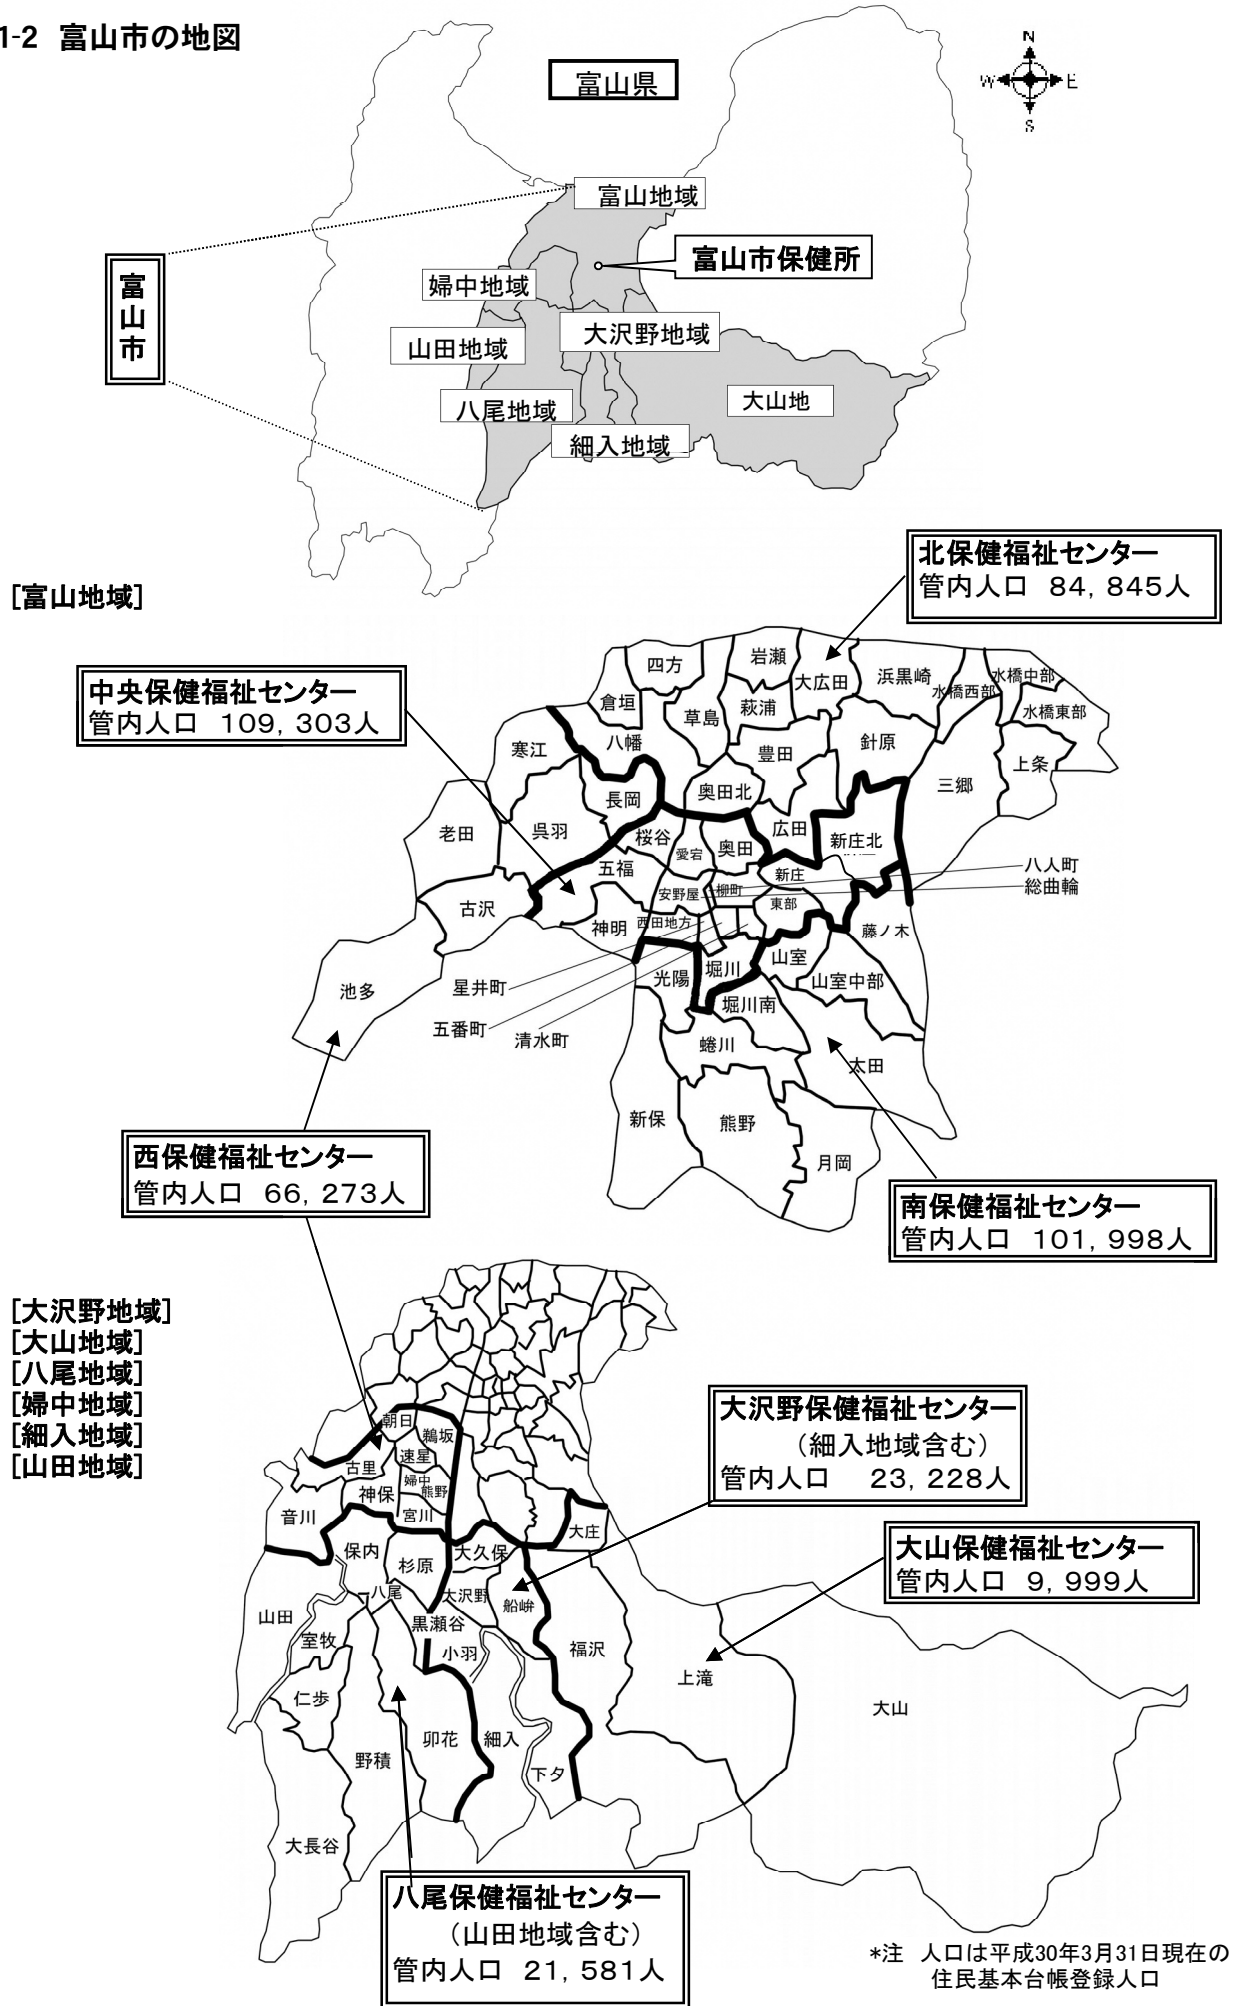 1-2 富山市の地図
富山県
N
W E
S
富山地域
富山市保健所
婦中地域
富山市
大沢野地域
山田地域
大山地
八尾地域
細入地域
北保健福祉センター
管内人口 84,845人
[富山地域]
中央保健福祉センター
管内人口 109,303人
四方
岩瀬
大広田
浜黒崎
水橋中部
水橋西部
水橋東部
倉垣
萩浦
草島
寒江
八幡
豊田
針原
上条
三郷
長岡
奥田北
老田
呉羽
桜谷
広田
新庄北
愛宕
奥田
五福
新庄
八人町
安野屋
柳町
総曲輪
東部
古沢
神明
西田地方
藤ノ木
山室
光陽
堀川
山室中部
池多
星井町
堀川南
五番町
清水町
蜷川
太田
新保
熊野
月岡
西保健福祉センター
管内人口 66,273人
南保健福祉センター
管内人口 101,998人
[大沢野地域]
[大山地域]
[八尾地域]
[婦中地域]
[細入地域]
[山田地域]
大沢野保健福祉センター
(細入地域含む)
管内人口 23,228人
朝日
鵜坂
速星
古里
婦中
熊野
神保
宮川
音川
大庄
大山保健福祉センター
管内人口 9,999人
保内
杉原
大久保
八尾
大沢野
船峅
山田
黒瀬谷
室牧
小羽
福沢
上滝
仁歩
大山
卯花
細入
野積
下タ
大長谷
八尾保健福祉センター
(山田地域含む)
管内人口 21,581人
*注 人口は平成30年3月31日現在の
住民基本台帳登録人口